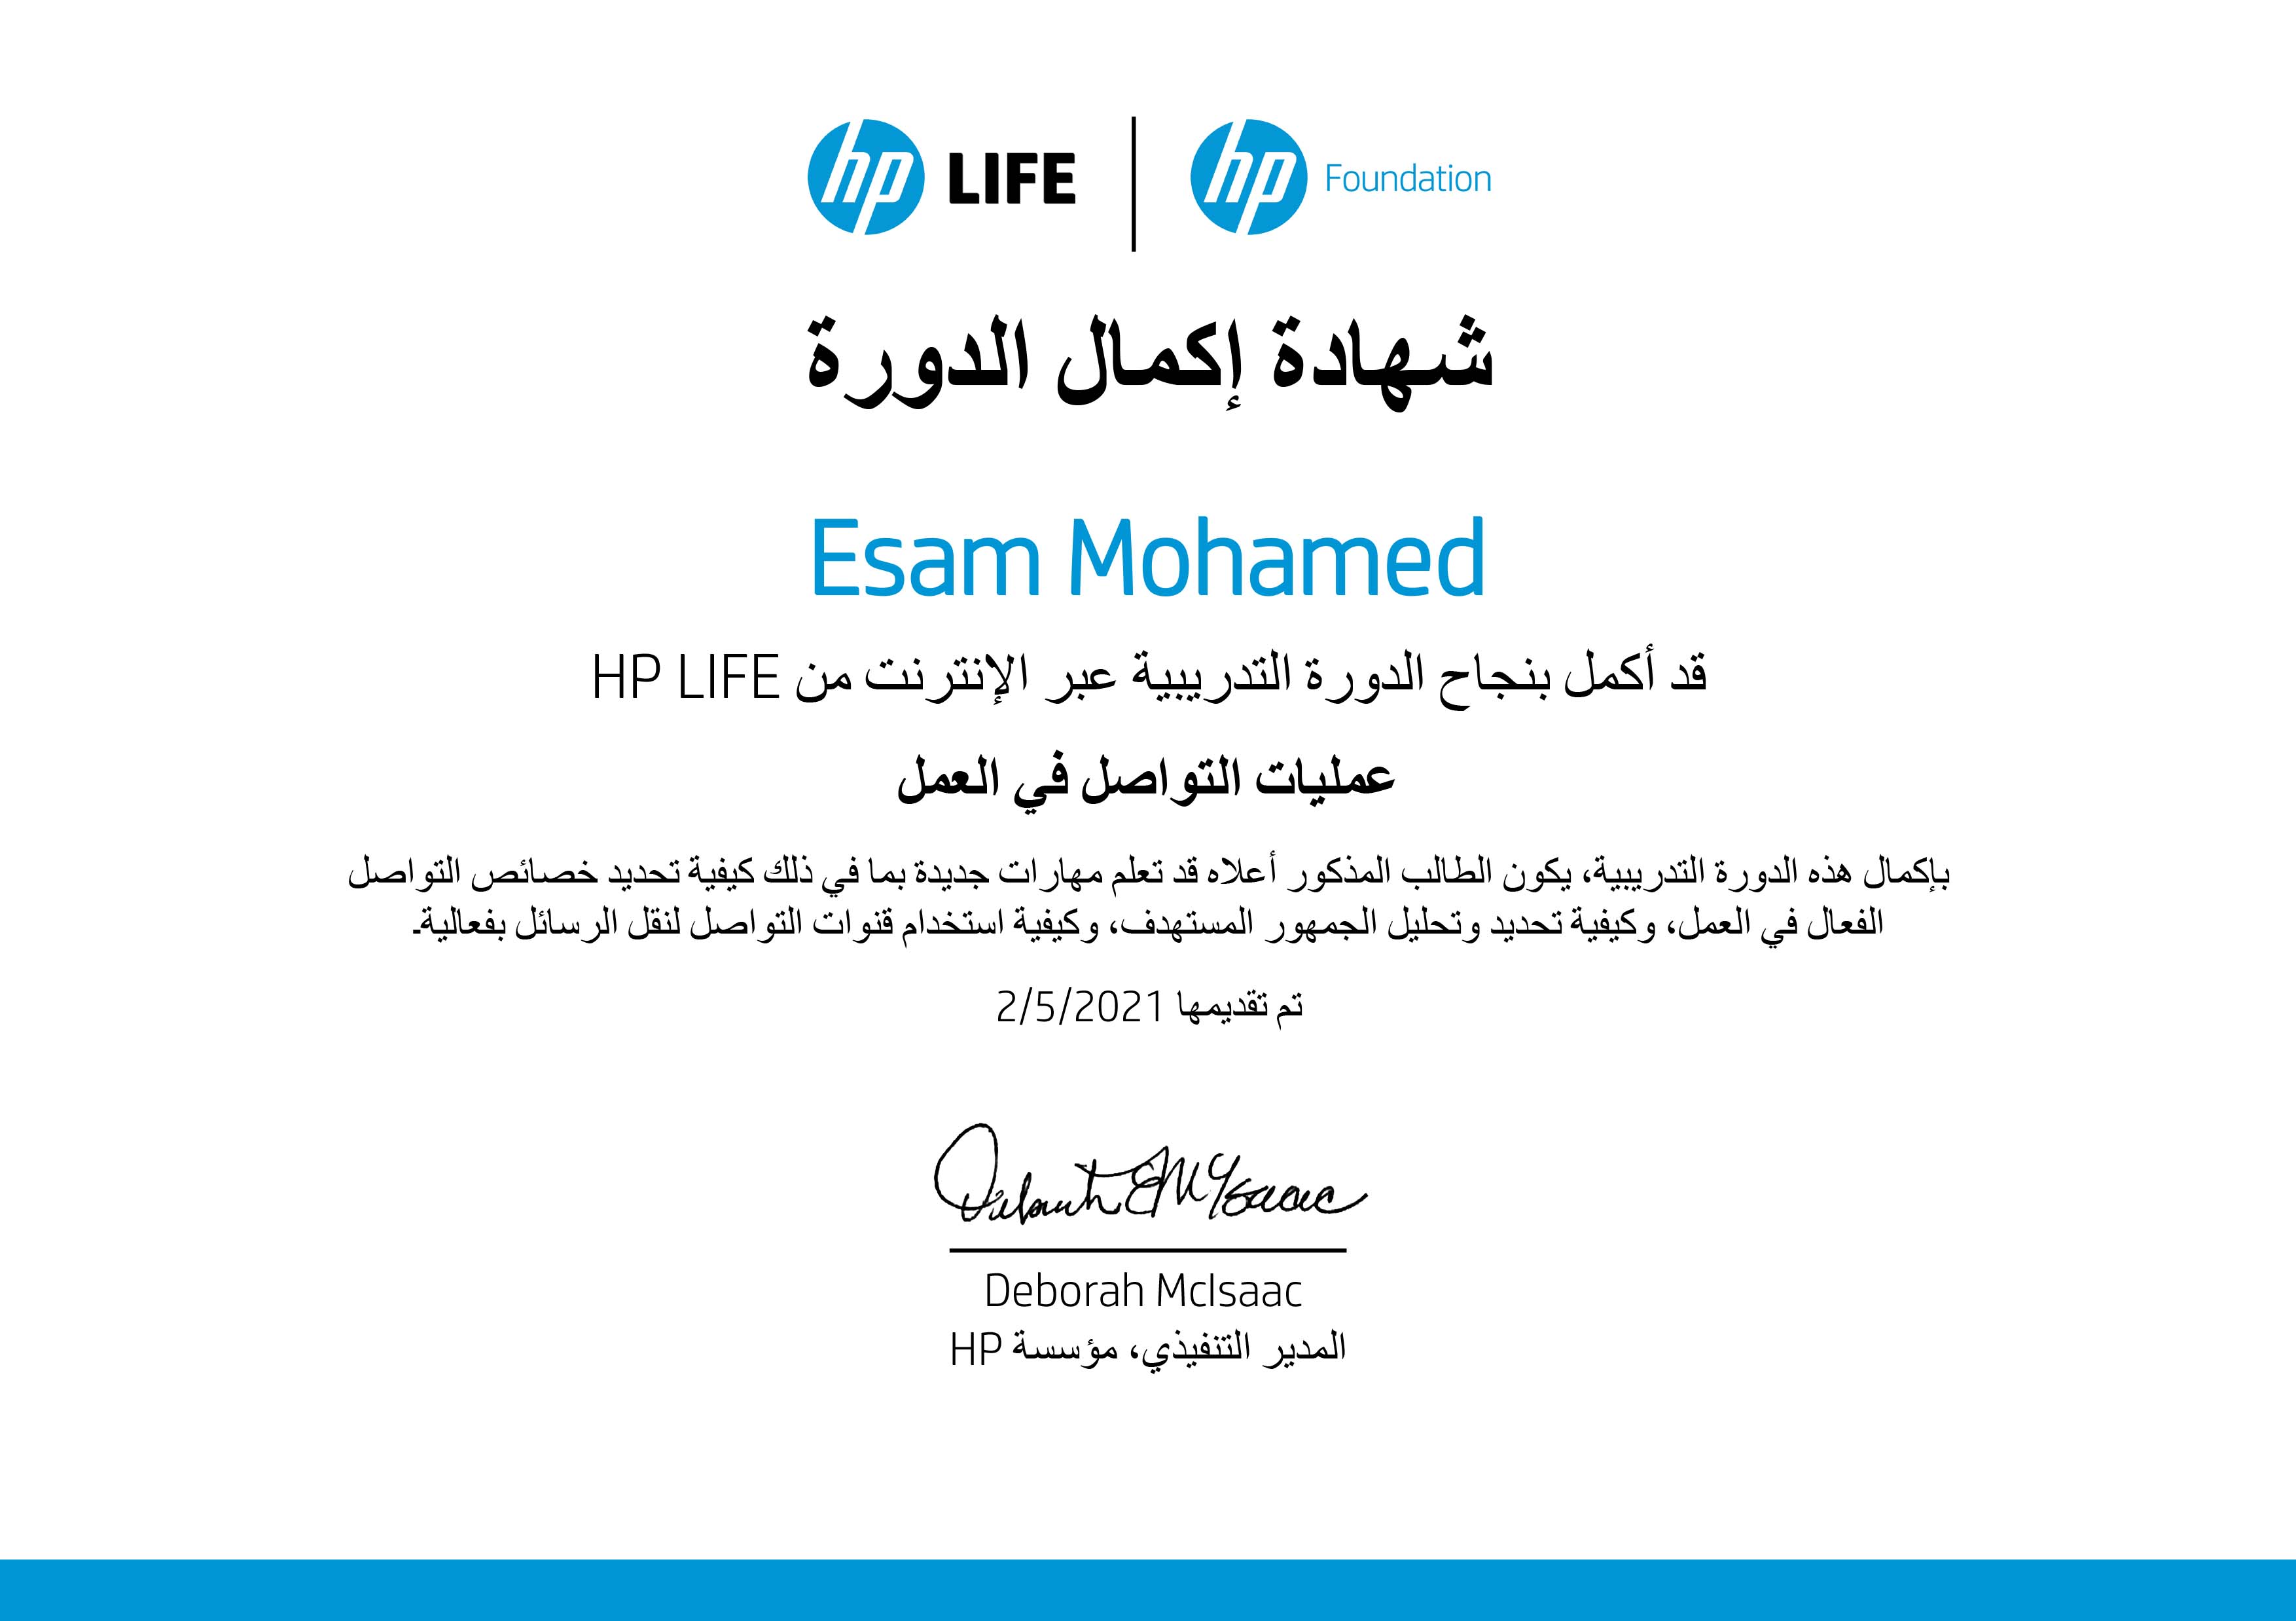 hp LIFE | hp Foundation
شهادة إكمال الدورة
Esam Mohamed
قد أكمل بنجاح الدورة التدريبية عبر الإنترنت من HP LIFE
عمليات التواصل في العمل
بإكمال هذه الدورة التدريبية، يكون الطالب المذكور أعلاه قد تعلم مهارات جديدة بما في ذلك كيفية تحديد خصائص التواصل
الفعال في العمل، وكيفية تحديد وتحليل الجمهور المستهدف، وكيفية استخدام قنوات التواصل لنقل الرسائل بفعالية.
تم تقديمها 2/5/2021
Deborah McIsaac
المدير التنفيذي، مؤسسة HP